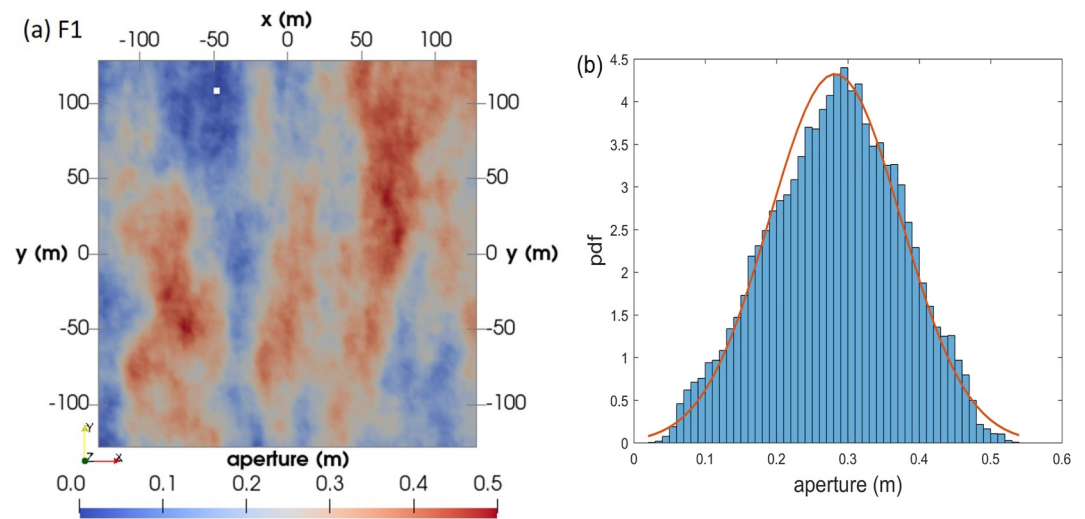 (a) F1
x (m)
-100 -50 0 50 100
100 100
50 50
y (m) 0 0 y (m)
-50 -50
-100 -100
Y
Z X
aperture (m)
0.0 0.1 0.2 0.3 0.4 0.5
(b)
pdf
4.5
4
3.5
3
2.5
2
1.5
1
0.5
0
0 0.1 0.2 0.3 0.4 0.5 0.6
aperture (m)